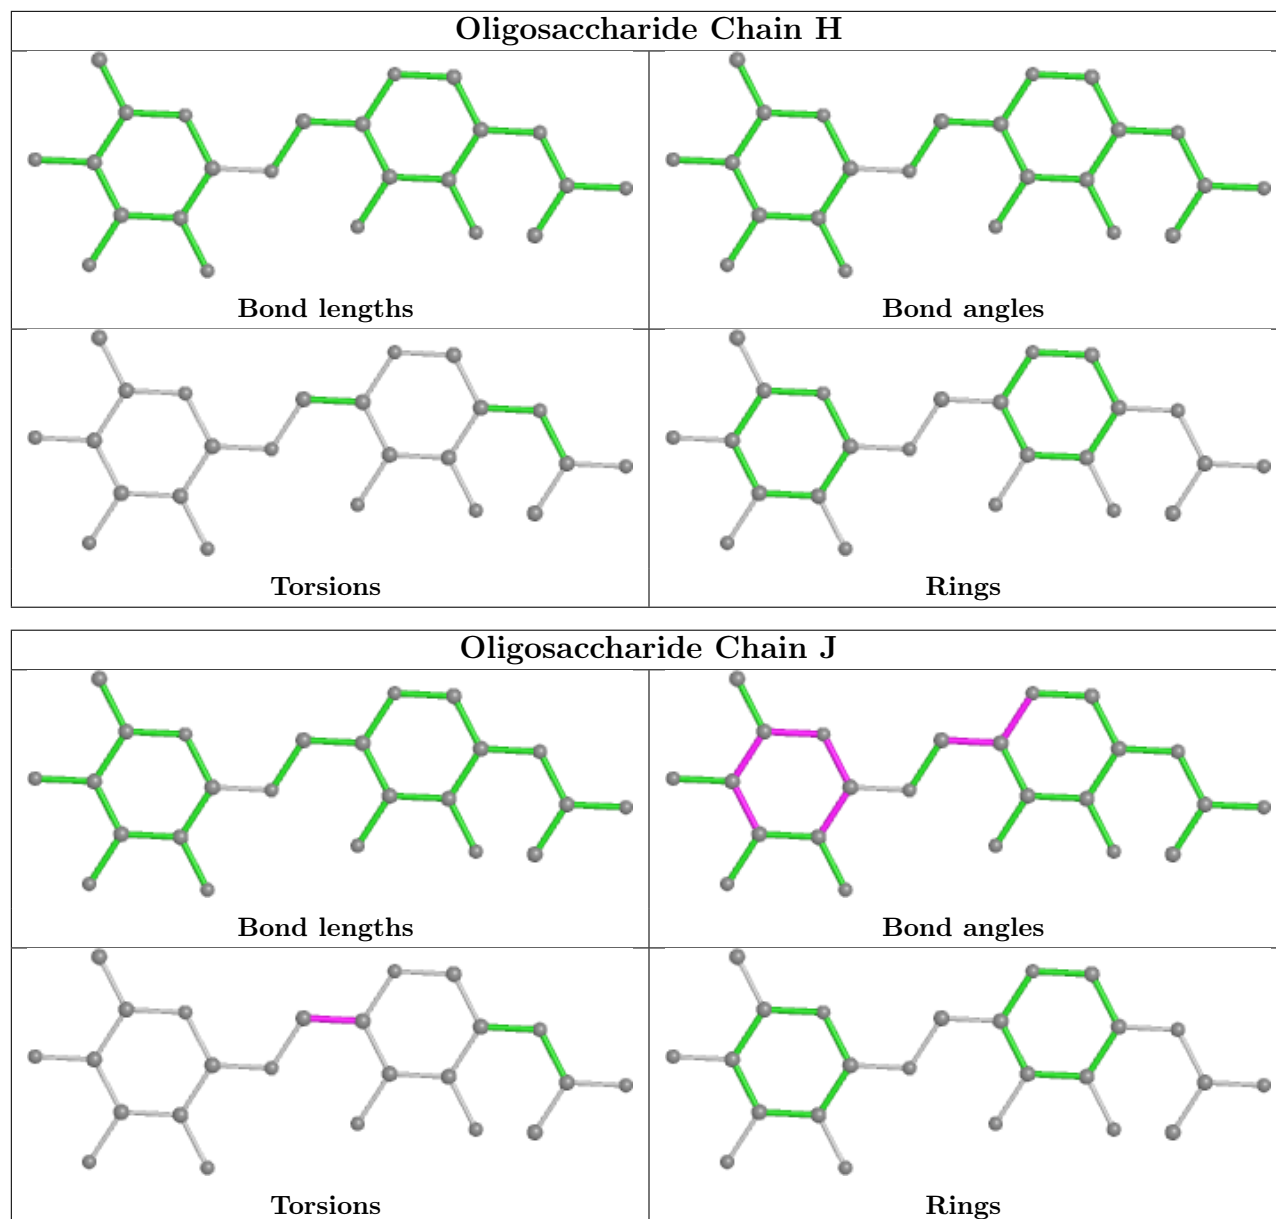 Oligosaccharide Chain H
Bond lengths
Bond angles
Torsions
Rings
Oligosaccharide Chain J
Bond lengths
Bond angles
Torsions
Rings